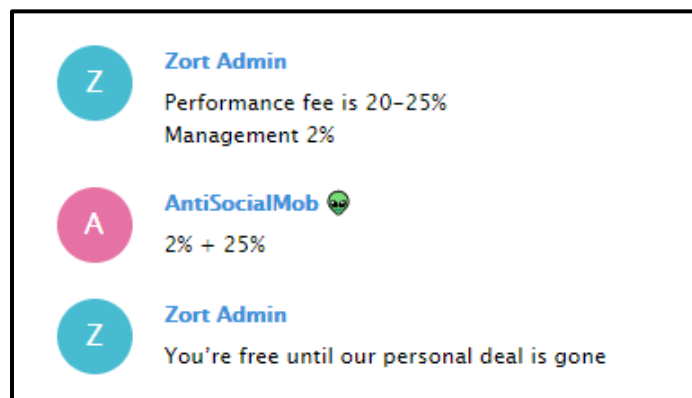 Z
Zort Admin
Performance fee is 20–25%
Management 2%
A
AntiSocialMob 👽
2% + 25%
Z
Zort Admin
You’re free until our personal deal is gone